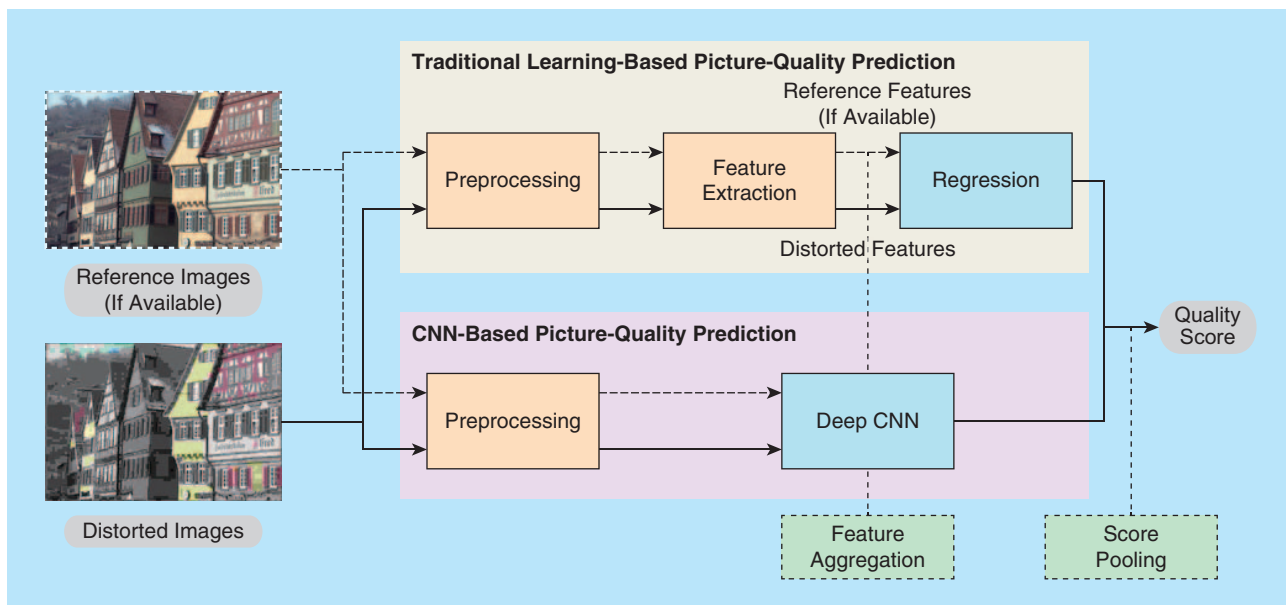 Traditional Learning-Based Picture-Quality Prediction
Reference Features
(If Available)
Preprocessing
Feature
Extraction
Regression
Distorted Features
Reference Images
(If Available)
CNN-Based Picture-Quality Prediction
Preprocessing
Deep CNN
Quality
Score
Distorted Images
Feature
Aggregation
Score
Pooling